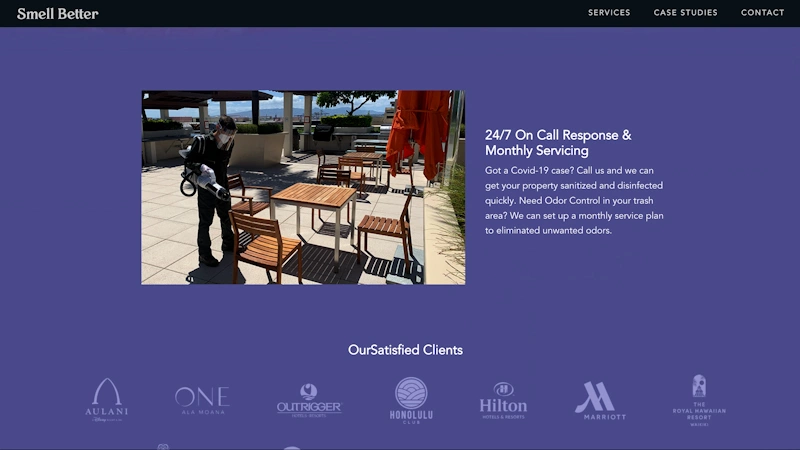 Smell Better
SERVICES
CASE STUDIES
CONTACT
24/7 On Call Response &
Monthly Servicing
Got a Covid-19 case? Call us and we can
get your property sanitized and disinfected
quickly. Need Odor Control in your trash
area? We can set up a monthly service plan
to eliminated unwanted odors.
OurSatisfied Clients
AULANI
ONE
ALA MOANA
OUTRIGGER
HONOLULU
CLUB
Hilton
HOTELS & RESORTS
MARRIOTT
THE
ROYAL HAWAIIAN
RESORT
WAIKIKI